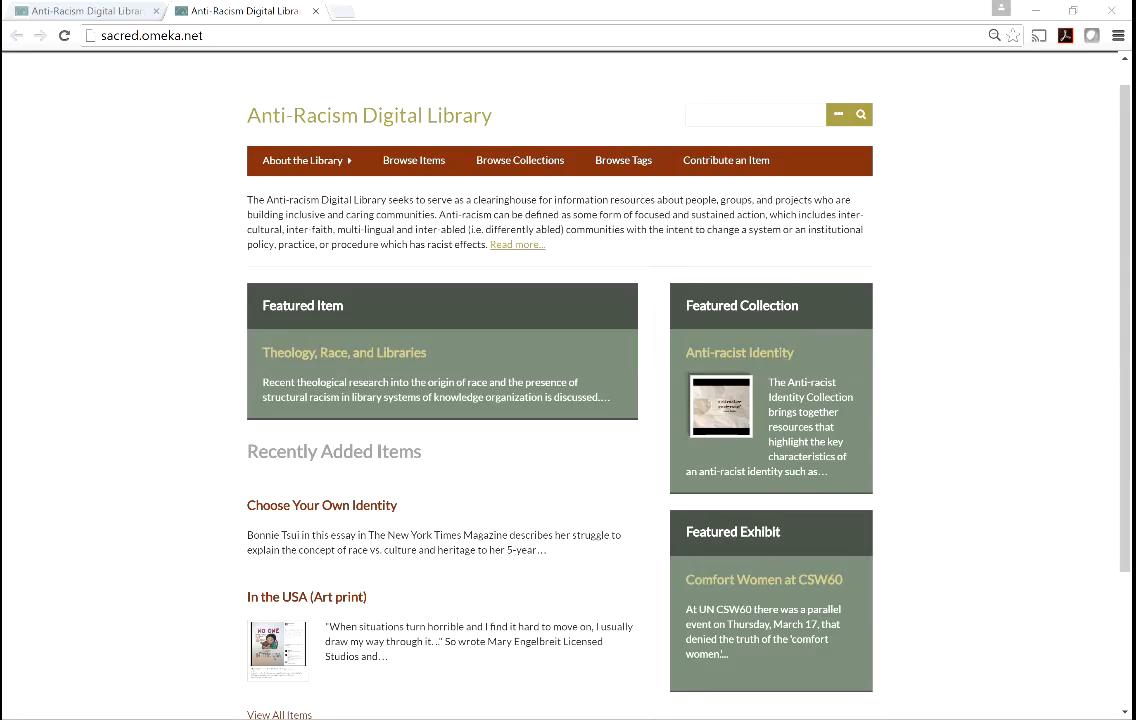 Anti-Racism Digital Librar
Anti-Racism Digital Libra
sacred.omeka.net
Anti-Racism Digital Library
About the Library
Browse Items
Browse Collections
Browse Tags
Contribute an Item
The Anti-racism Digital Library seeks to serve as a clearinghouse for information resources about people, groups, and projects who are
building inclusive and caring communities. Anti-racism can be defined as some form of focused and sustained action, which includes inter-
cultural, inter-faith, multi-lingual and inter-abled (i.e. differently abled) communities with the intent to change a system or an institutional
policy, practice, or procedure which has racist effects. Read more...
Featured Item
Theology, Race, and Libraries
Recent theological research into the origin of race and the presence of
structural racism in library systems of knowledge organization is discussed.…
Recently Added Items
Choose Your Own Identity
Bonnie Tsui in this essay in The New York Times Magazine describes her struggle to
explain the concept of race vs. culture and heritage to her 5-year…
In the USA (Art print)
NO ONE
"When situations turn horrible and I find it hard to move on, I usually
draw my way through it. .." So wrote Mary Engelbreit Licensed
Studios and…
View All Items
Featured Collection
Anti-racist Identity
The Anti-racist
Identity Collection
brings together
resources that
highlight the key
characteristics of
an anti-racist identity such as…
Featured Exhibit
Comfort Women at CSW60
At UN CSW60 there was a parallel
event on Thursday, March 17, that
denied the truth of the 'comfort
women'.…